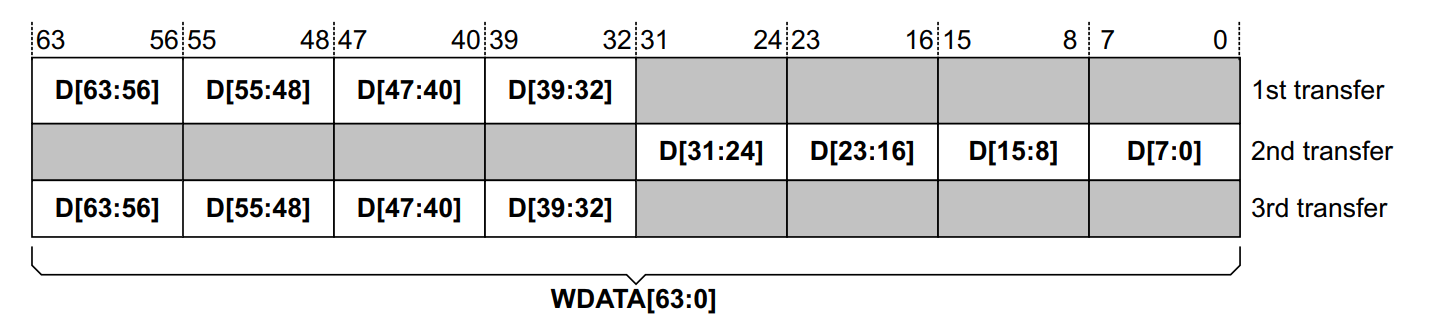 63 56 55 48 47 40 39 32 31 24 23 16 15 8 7 0
D[63:56] D[55:48] D[47:40] D[39:32] 1st transfer
D[31:24] D[23:16] D[15:8] D[7:0] 2nd transfer
D[63:56] D[55:48] D[47:40] D[39:32] 3rd transfer
WDATA[63:0]